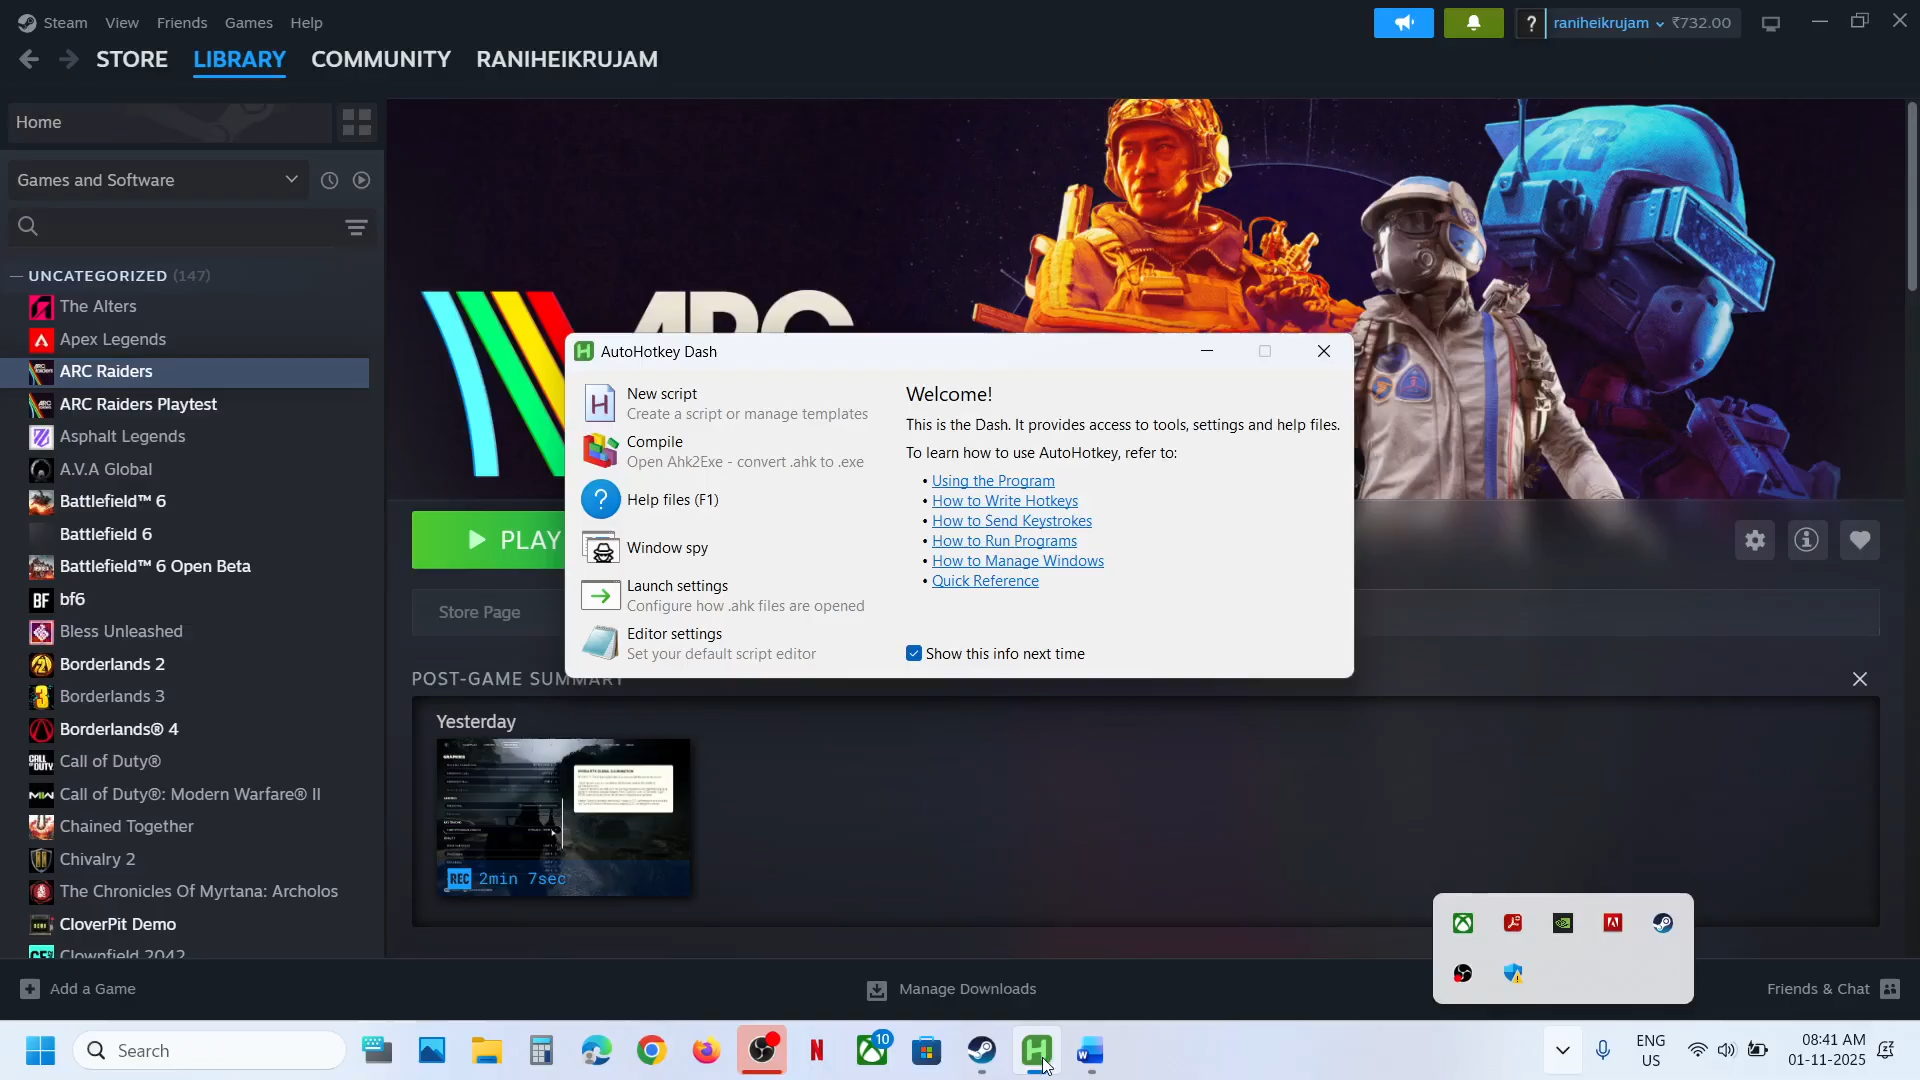 Steam View Friends Games Help
? raniheikrujam ₹732.00
STORE LIBRARY COMMUNITY RANIHEIKRUJAM
Home
Games and Software
28
UNCATEGORIZED (147)
The Alters
Apex Legends
ARC Raiders
ARC Raiders Playtest
Asphalt Legends
A.V.A Global
Battlefield™ 6
Battlefield 6
Battlefield™ 6 Open Beta
bf6
Bless Unleashed
Borderlands 2
Borderlands 3
Borderlands® 4
Call of Duty®
Call of Duty®: Modern Warfare® II
Chained Together
Chivalry 2
The Chronicles Of Myrtana: Archolos
CloverPit Demo
Clownfield 2042
ARC
PLAY
Store Page
POST-GAME SUMMARY
Yesterday
REC 2min 7sec
AutoHotkey Dash
New script
Create a script or manage templates
Compile
Open Ahk2Exe - convert .ahk to .exe
Help files (F1)
Window spy
Launch settings
Configure how .ahk files are opened
Editor settings
Set your default script editor
Welcome!
This is the Dash. It provides access to tools, settings and help files.
To learn how to use AutoHotkey, refer to:
• Using the Program
• How to Write Hotkeys
• How to Send Keystrokes
• How to Run Programs
• How to Manage Windows
• Quick Reference
Show this info next time
Add a Game
Manage Downloads
Friends & Chat
Search
10
ENG
US
08:41 AM
01-11-2025